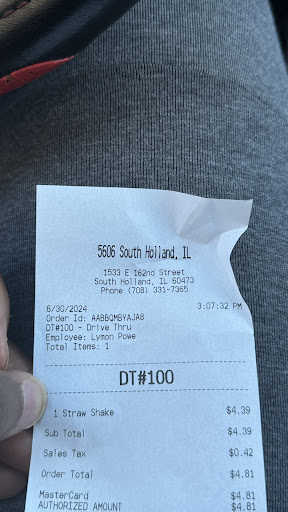 5606 South Holland, IL
1533 E 162nd Street
South Holland, IL 60473
Phone (708) 331-7365
6/30/2024 3:07:32 PM
Order Id: AABBQMBYAJA8
DT#100 - Drive Thru
Employee: Lymon Powe
Total Items: 1
DT#100
1 Straw Shake $4.39
Sub Total $4.39
Sales Tax $0.42
Order Total $4.81
MasterCard $4.81
AUTHORIZED AMOUNT $4.81